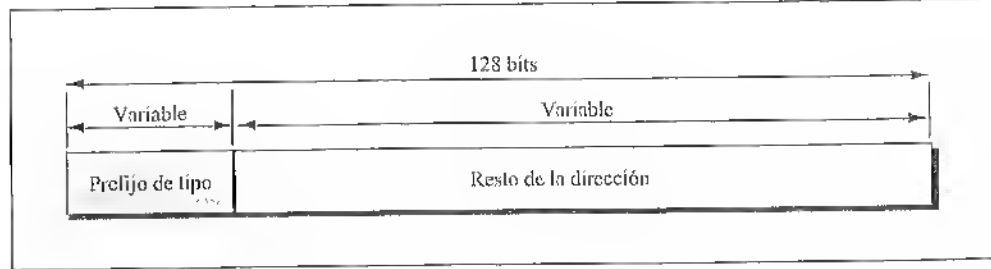 128 bits
Variable
Variable
Prefijo de tipo
Resto de la dirección